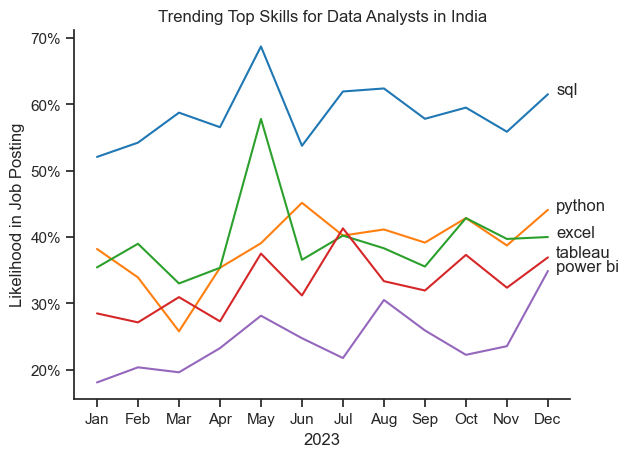 Trending Top Skills for Data Analysts in India
Likelihood in Job Posting
70%
60%
50%
40%
30%
20%
sql
python
excel
tableau
power bi
Jan Feb Mar Apr May Jun Jul Aug Sep Oct Nov Dec
2023